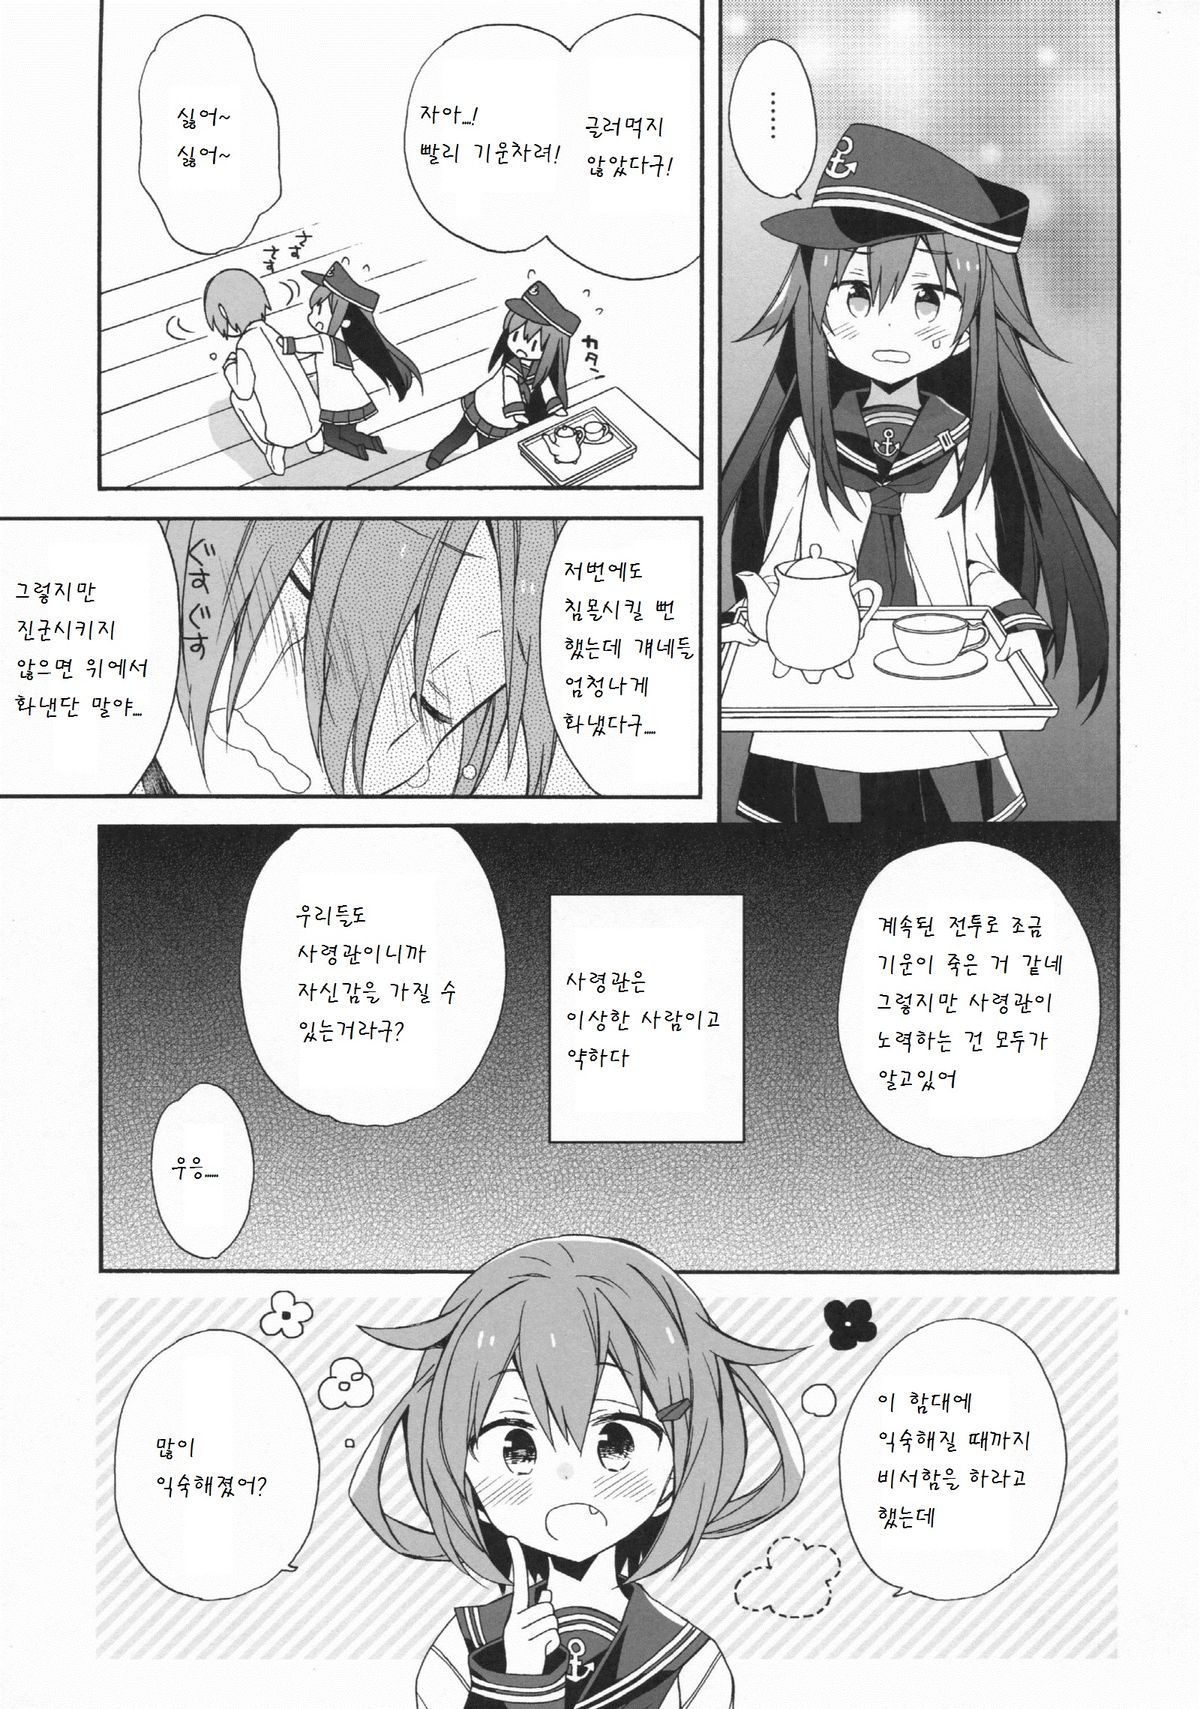 ………
글러먹지
않았다구!
자아....!
빨리 기운차려!
싫어~
싫어~
さす
さす
カタン
저번에도
침몰시킬 뻔
했는데 걔네들
엄청나게
화냈다구.....
ぐすぐす
그렇지만
진군시키지
않으면 위에서
화낸단 말야....
계속된 전투로 조금
기운이 죽은 거 같네
그렇지만 사령관이
노력하는 건 모두가
알고있어
사령관은
이상한 사람이고
약하다
우리들도
사령관이니까
자신감을 가질 수
있는거라구?
우응.....
이 함대에
익숙해질 때까지
비서함을 하라고
했는데
많이
익숙해졌어?